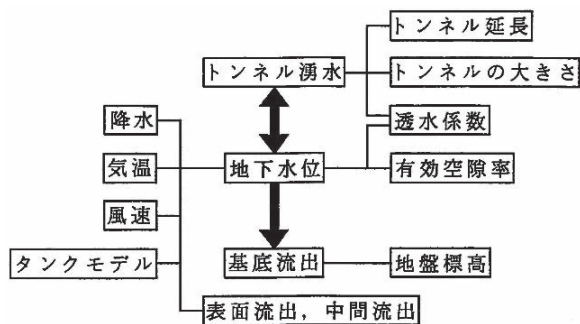 トンネル延長
トンネル湧水
トンネルの大きさ
降水
透水係数
気温
地下水位
有効空隙率
風速
タンクモデル
基底流出
地盤標高
表面流出，中間流出